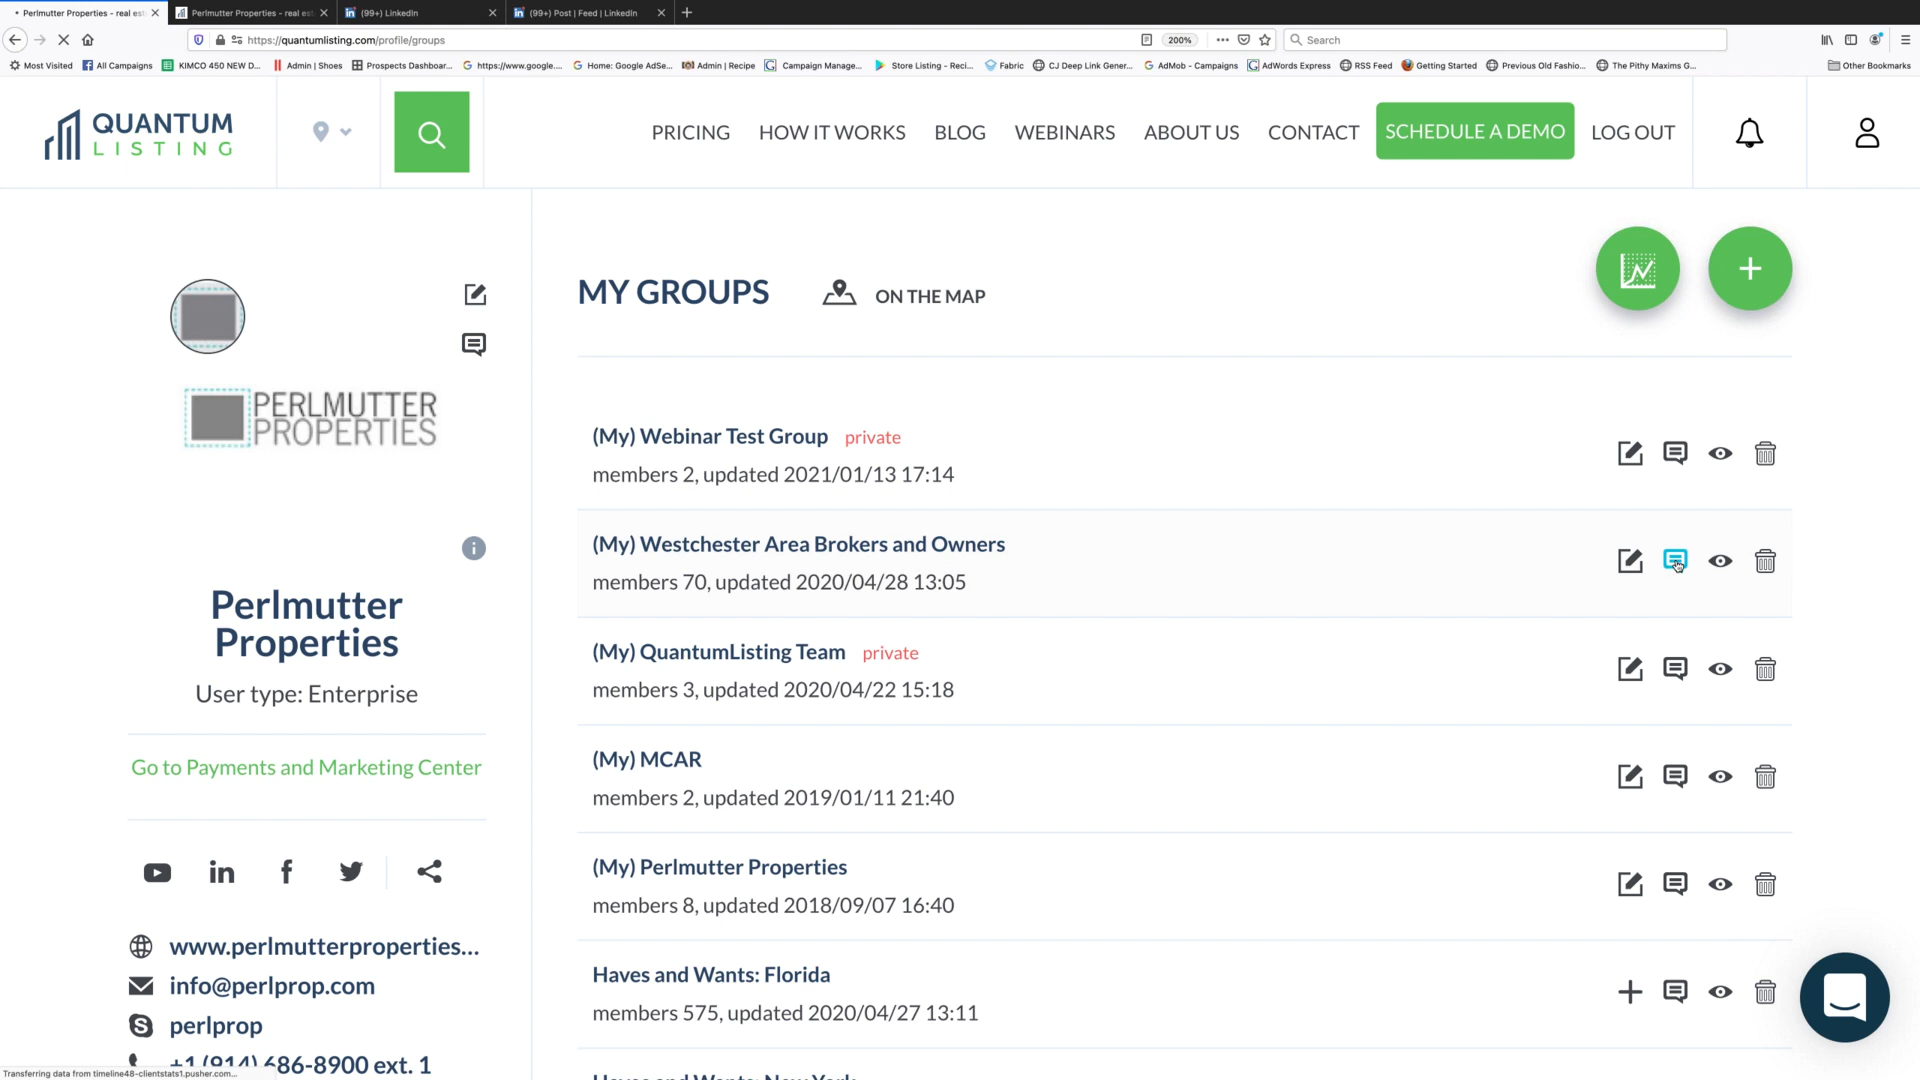 Perlmutter Properties - real est
Perlmutter Properties - real est
(99+) LinkedIn
(99+) Post | Feed | LinkedIn
https://quantumlisting.com/profile/groups
200%
Search
Most Visited
All Campaigns
KIMCO 450 NEW D...
Admin | Shoes
Prospects Dashboar...
https://www.google....
Home: Google AdSe...
Admin | Recipe
Campaign Manage...
Store Listing - Reci...
Fabric
CJ Deep Link Gener...
AdMob - Campaigns
AdWords Express
RSS Feed
Getting Started
Previous Old Fashio...
The Pithy Maxims G...
Other Bookmarks
QUANTUM
LISTING
PRICING
HOW IT WORKS
BLOG
WEBINARS
ABOUT US
CONTACT
SCHEDULE A DEMO
LOG OUT
PERLMUTTER
PROPERTIES
Perlmutter
Properties
User type: Enterprise
Go to Payments and Marketing Center
www.perlmutterproperties...
info@perlprop.com
perlprop
+1 (914) 686-8900 ext. 1
MY GROUPS
ON THE MAP
(My) Webinar Test Group private
members 2, updated 2021/01/13 17:14
(My) Westchester Area Brokers and Owners
members 70, updated 2020/04/28 13:05
(My) QuantumListing Team private
members 3, updated 2020/04/22 15:18
(My) MCAR
members 2, updated 2019/01/11 21:40
(My) Perlmutter Properties
members 8, updated 2018/09/07 16:40
Haves and Wants: Florida
members 575, updated 2020/04/27 13:11
Haves and Wants: New York
Transferring data from timeline48-clientstats1.pusher.com...